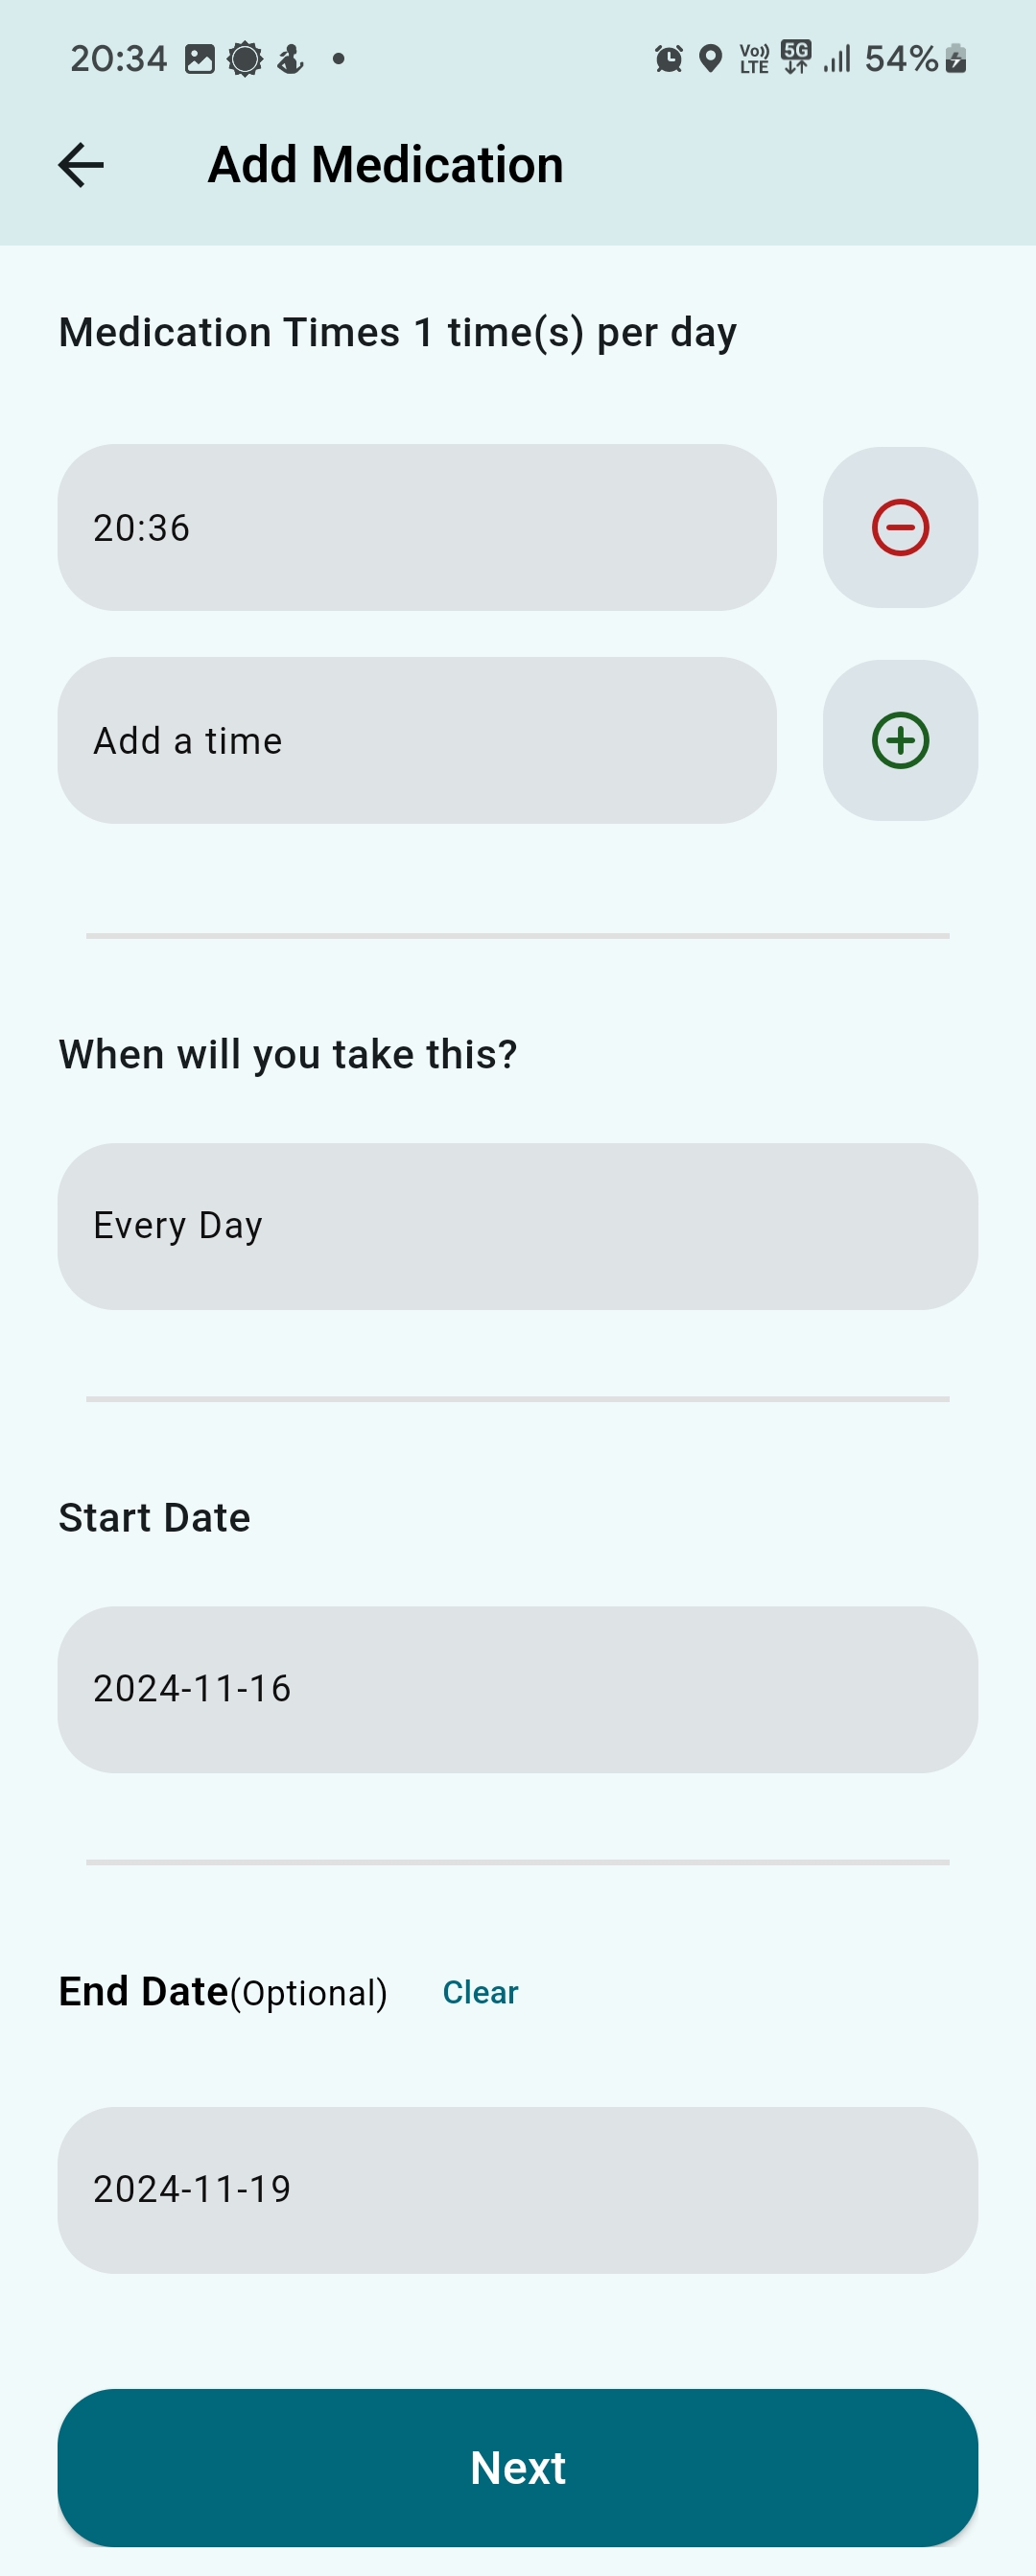 20:34 Vo)) LTE 5G 54%
Add Medication
Medication Times 1 time(s) per day
20:36
Add a time
When will you take this?
Every Day
Start Date
2024-11-16
End Date(Optional) Clear
2024-11-19
Next